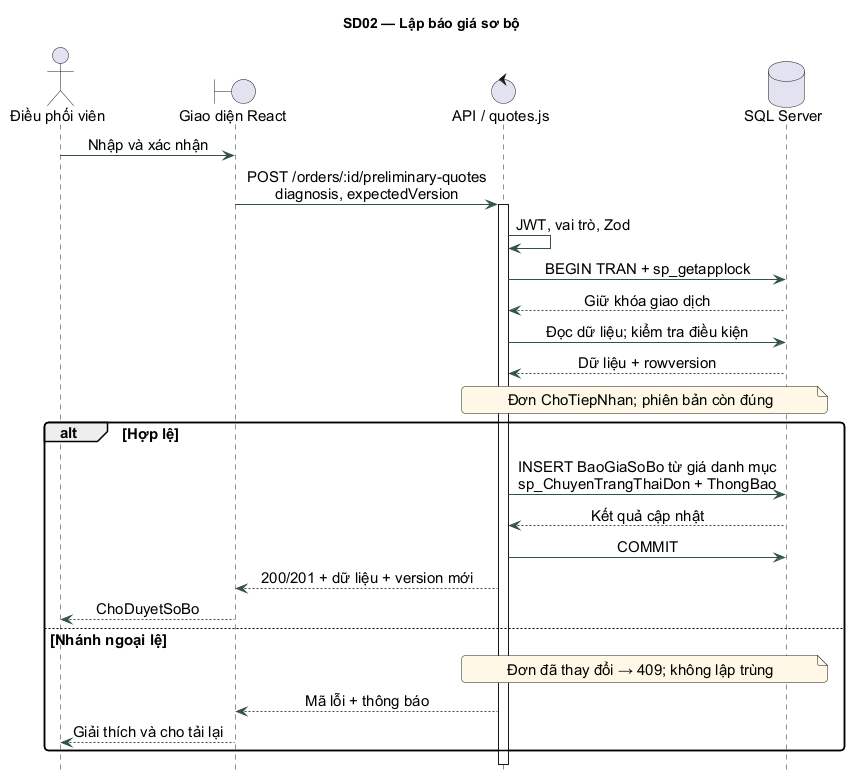 SD02 — Lập báo giá sơ bộ
Điều phối viên
Giao diện React
API / quotes.js
SQL Server
Nhập và xác nhận
POST /orders/:id/preliminary-quotes
diagnosis, expectedVersion
JWT, vai trò, Zod
BEGIN TRAN + sp_getapplock
Giữ khóa giao dịch
Đọc dữ liệu; kiểm tra điều kiện
Dữ liệu + rowversion
Đơn ChoTiepNhan; phiên bản còn đúng
alt [Hợp lệ]
INSERT BaoGiaSoBo từ giá danh mục
sp_ChuyenTrangThaiDon + ThongBao
Kết quả cập nhật
COMMIT
200/201 + dữ liệu + version mới
ChoDuyetSoBo
[Nhánh ngoại lệ]
Đơn đã thay đổi → 409; không lập trùng
Mã lỗi + thông báo
Giải thích và cho tải lại